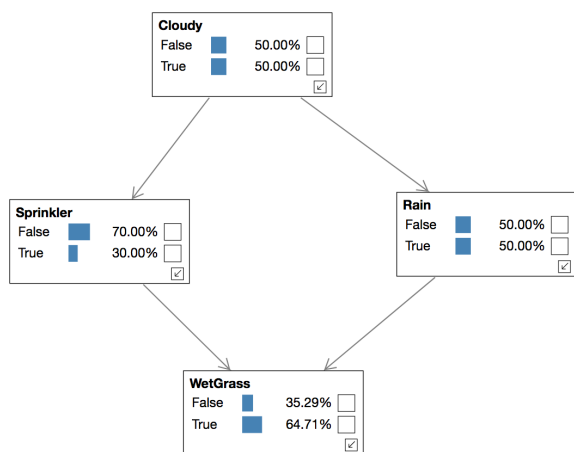 Cloudy
False 50.00%
True 50.00%
Sprinkler
False 70.00%
True 30.00%
Rain
False 50.00%
True 50.00%
WetGrass
False 35.29%
True 64.71%